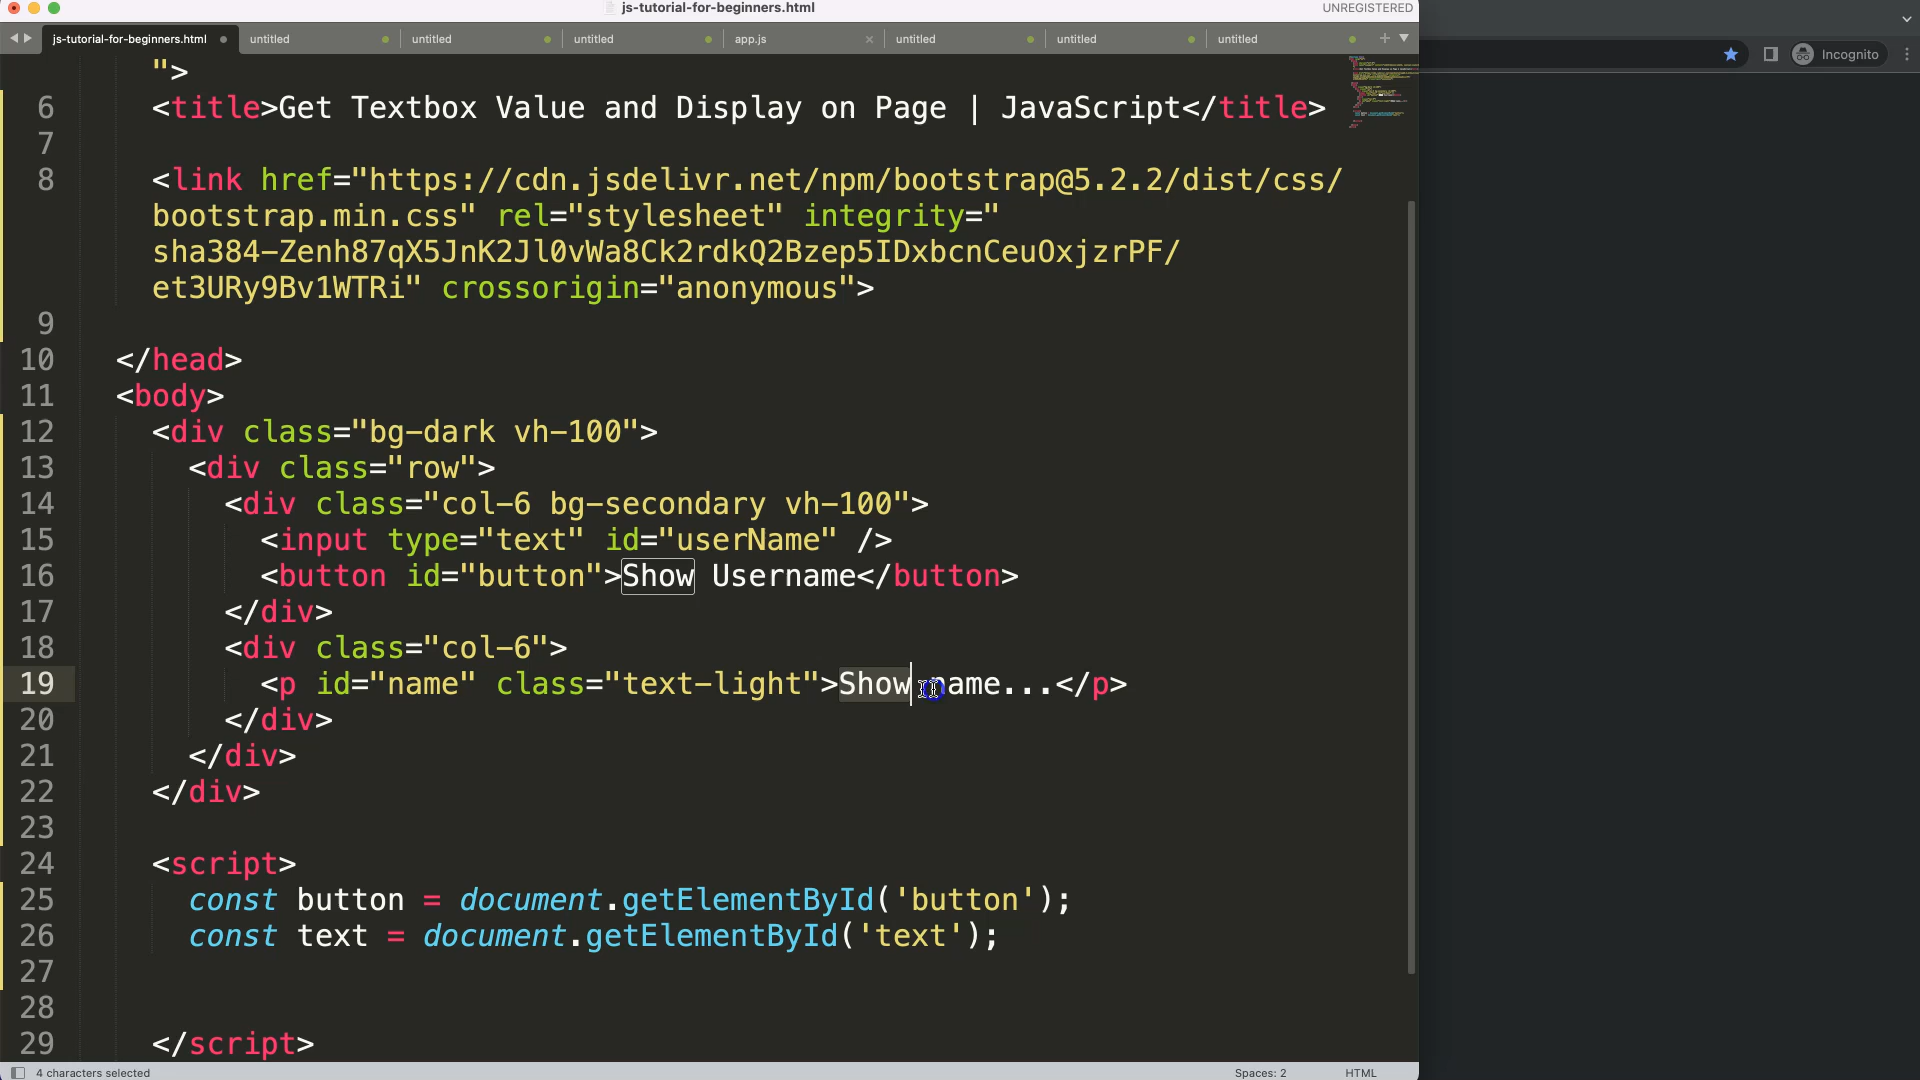 js-tutorial-for-beginners.html
UNREGISTERED
js-tutorial-for-beginners.html untitled untitled untitled app.js untitled untitled untitled
Incognito
">
6 <title>Get Textbox Value and Display on Page | JavaScript</title>
7
8 <link href="https://cdn.jsdelivr.net/npm/bootstrap@5.2.2/dist/css/
bootstrap.min.css" rel="stylesheet" integrity="
sha384-Zenh87qX5JnK2Jl0vWa8Ck2rdkQ2Bzep5IDxbcnCeuOxjzrPF/
et3URy9Bv1WTRi" crossorigin="anonymous">
9
10 </head>
11 <body>
12 <div class="bg-dark vh-100">
13 <div class="row">
14 <div class="col-6 bg-secondary vh-100">
15 <input type="text" id="userName" />
16 <button id="button">Show Username</button>
17 </div>
18 <div class="col-6">
19 <p id="name" class="text-light">Show name...</p>
20 </div>
21 </div>
22 </div>
23
24 <script>
25 const button = document.getElementById('button');
26 const text = document.getElementById('text');
27
28
29 </script>
4 characters selected
Spaces: 2
HTML